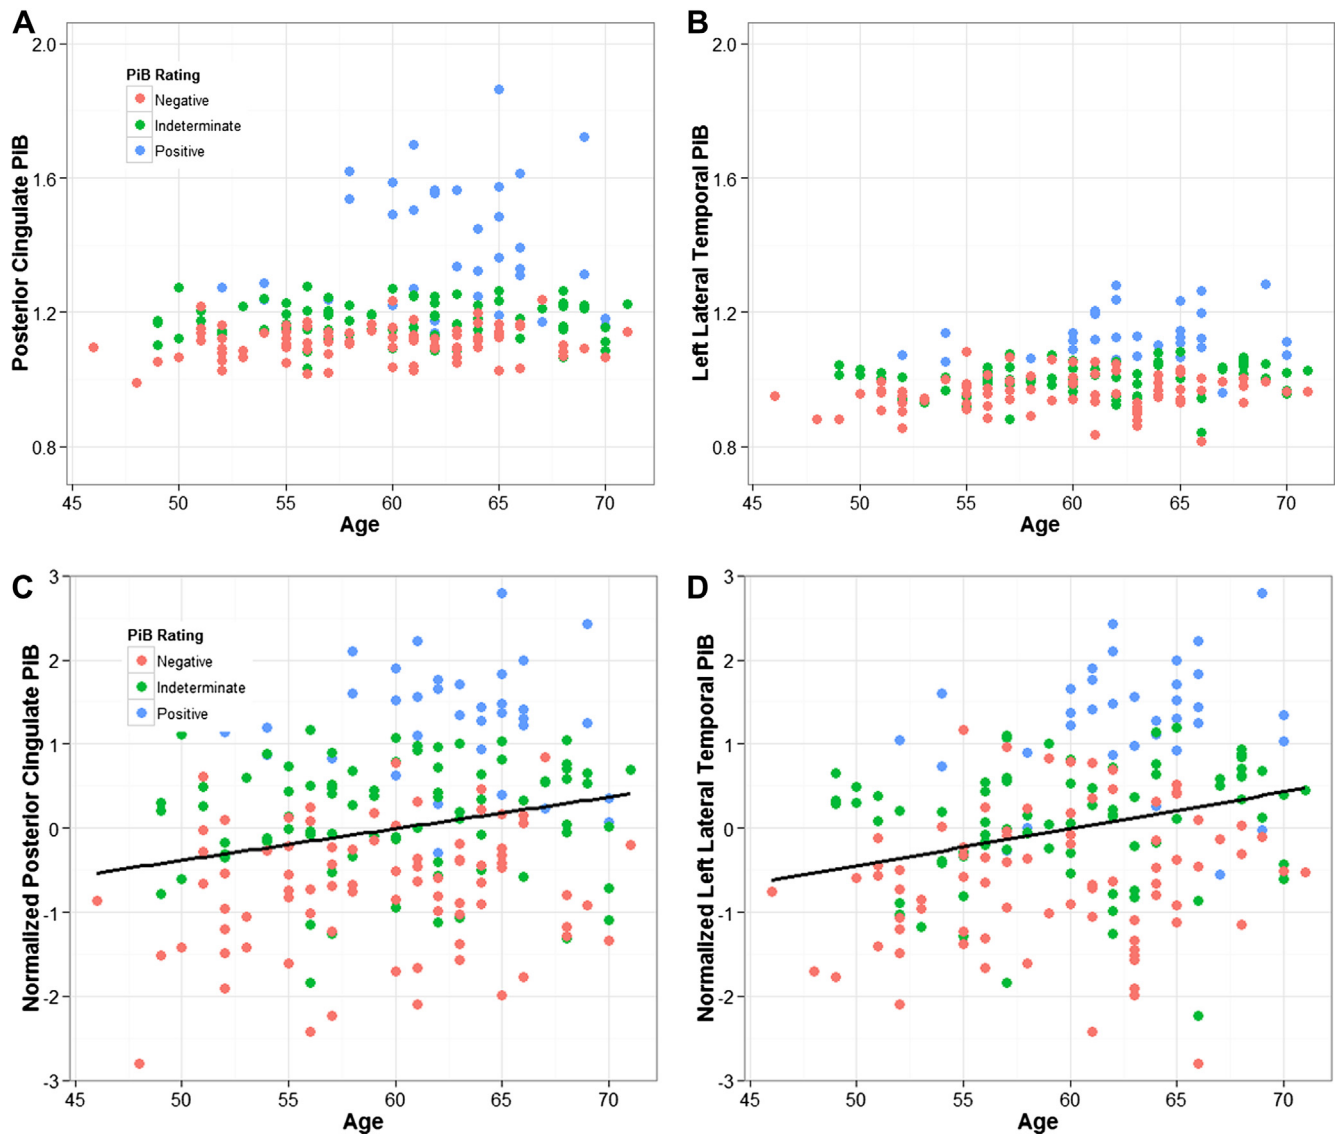 A
2.0
1.6
1.2
0.8
Posterior Cingulate PiB
PiB Rating
Negative
Indeterminate
Positive
45 50 55 60 65 70
Age
B
2.0
1.6
1.2
0.8
Left Lateral Temporal PiB
45 50 55 60 65 70
Age
C
3
2
1
0
-1
-2
-3
Normalized Posterior Cingulate PiB
PiB Rating
Negative
Indeterminate
Positive
45 50 55 60 65 70
Age
D
3
2
1
0
-1
-2
-3
Normalized Left Lateral Temporal PiB
45 50 55 60 65 70
Age